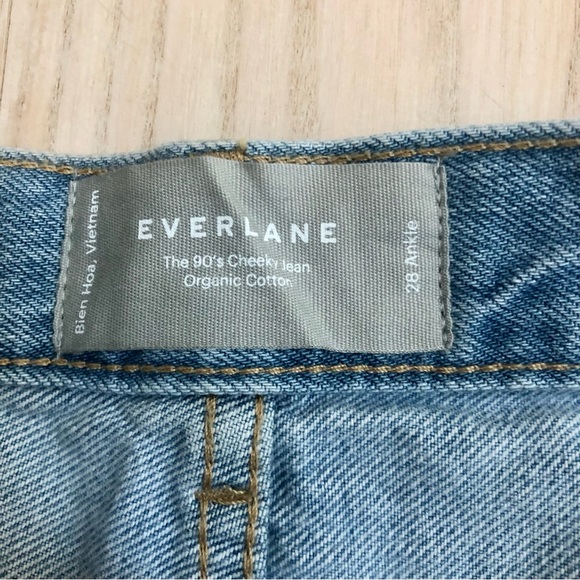 Bien Hoa, Vietnam
EVERLANE
The 90's Cheeky Jean
Organic Cotton
28 Ankle